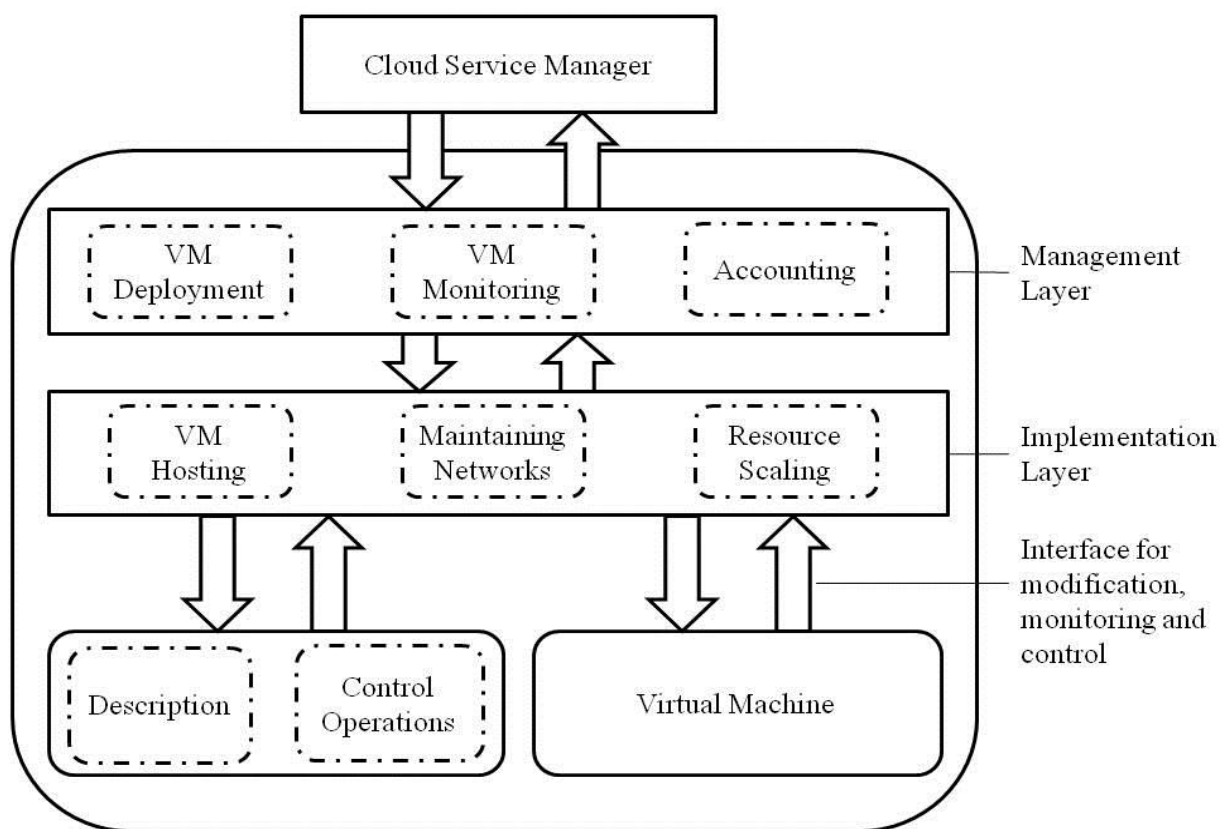 Cloud Service Manager
VM
Deployment
VM
Monitoring
Accounting
Management
Layer
VM
Hosting
Maintaining
Networks
Resource
Scaling
Implementation
Layer
Interface for
modification,
monitoring and
control
Description
Control
Operations
Virtual Machine